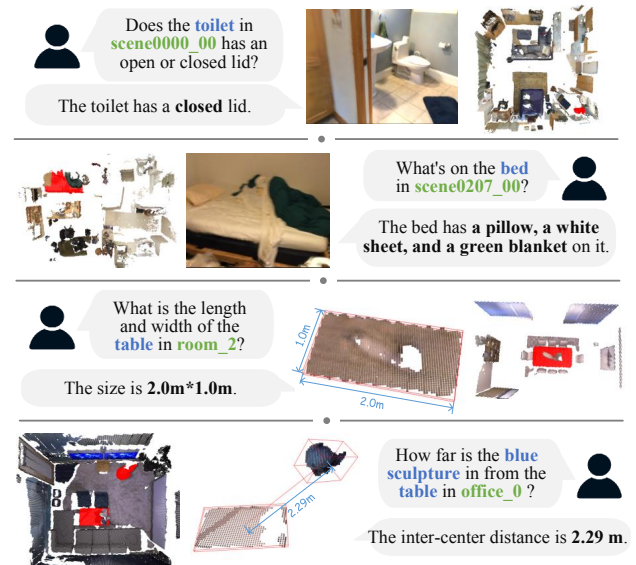 Does the toilet in
scene0000_00 has an
open or closed lid?
The toilet has a closed lid.
What's on the bed
in scene0207_00?
The bed has a pillow, a white
sheet, and a green blanket on it.
What is the length
and width of the
table in room_2?
The size is 2.0m*1.0m.
1.0m
2.0m
How far is the blue
sculpture in from the
table in office_0 ?
The inter-center distance is 2.29 m.
2.29m